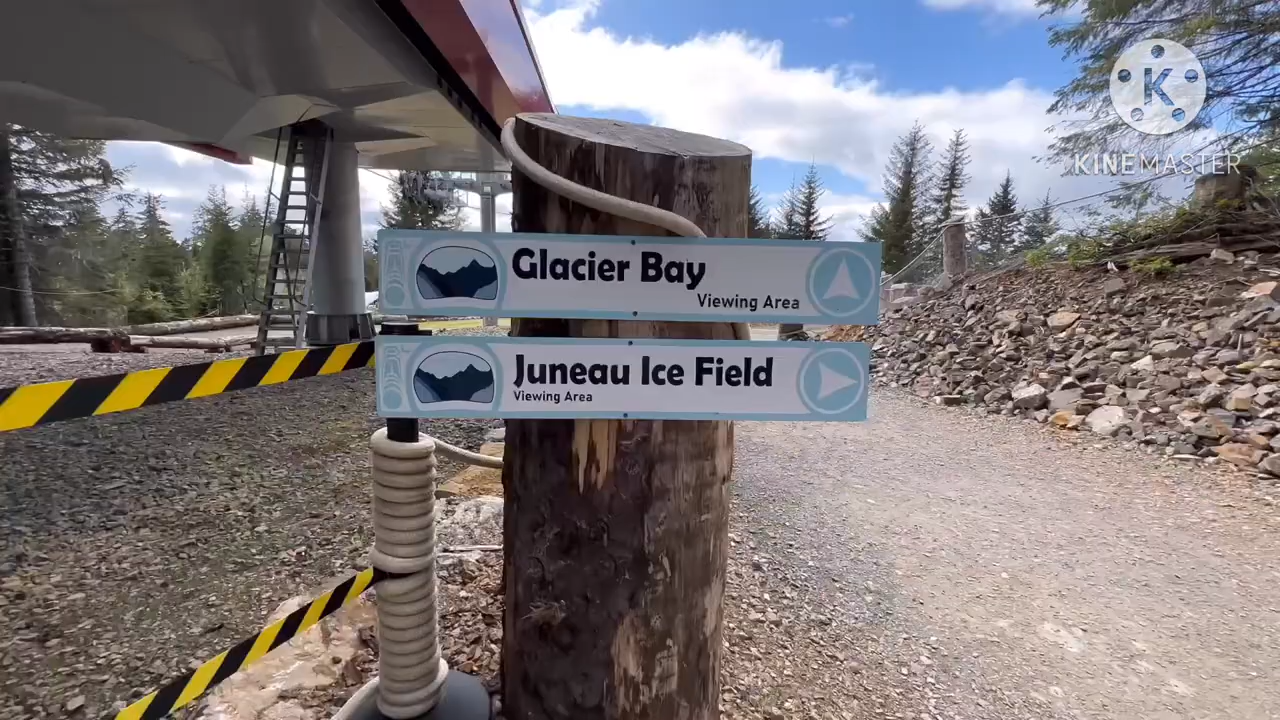 K
KINEMASTER
Glacier Bay
Viewing Area
Juneau Ice Field
Viewing Area